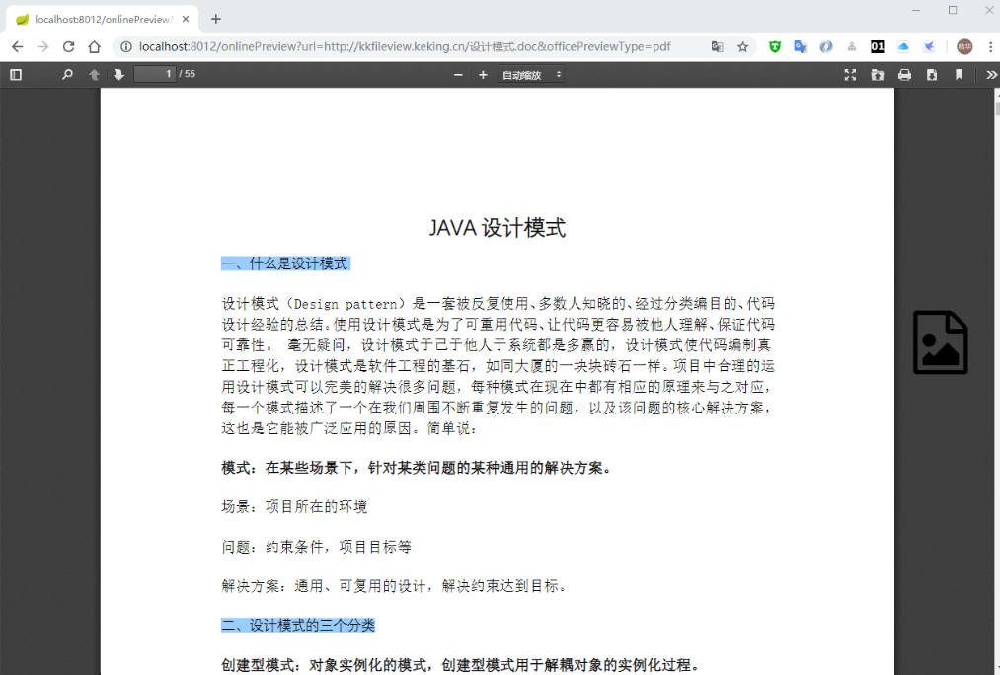 localhost:8012/onlinePreview?
localhost:8012/onlinePreview?url=http://kkfileview.keking.cn/设计模式.doc&officePreviewType=pdf
01
精华
1 / 55
自动缩放
JAVA 设计模式
一、什么是设计模式
设计模式（Design pattern）是一套被反复使用、多数人知晓的、经过分类编目的、代码
设计经验的总结。使用设计模式是为了可重用代码、让代码更容易被他人理解、保证代码
可靠性。 毫无疑问，设计模式于己于他人于系统都是多赢的，设计模式使代码编制真
正工程化，设计模式是软件工程的基石，如同大厦的一块块砖石一样。项目中合理的运
用设计模式可以完美的解决很多问题，每种模式在现在中都有相应的原理来与之对应，
每一个模式描述了一个在我们周围不断重复发生的问题，以及该问题的核心解决方案，
这也是它能被广泛应用的原因。简单说：
模式：在某些场景下，针对某类问题的某种通用的解决方案。
场景：项目所在的环境
问题：约束条件，项目目标等
解决方案：通用、可复用的设计，解决约束达到目标。
二、设计模式的三个分类
创建型模式：对象实例化的模式，创建型模式用于解耦对象的实例化过程。